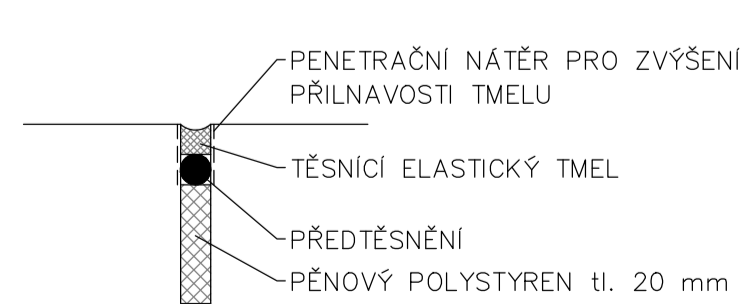 PENETRAČNÍ NÁTĚR PRO ZVÝŠENÍ
PŘILNAVOSTI TMELU
TĚSNÍCÍ ELASTICKÝ TMEL
PŘEDTĚSNĚNÍ
PĚNOVÝ POLYSTYREN tl. 20 mm